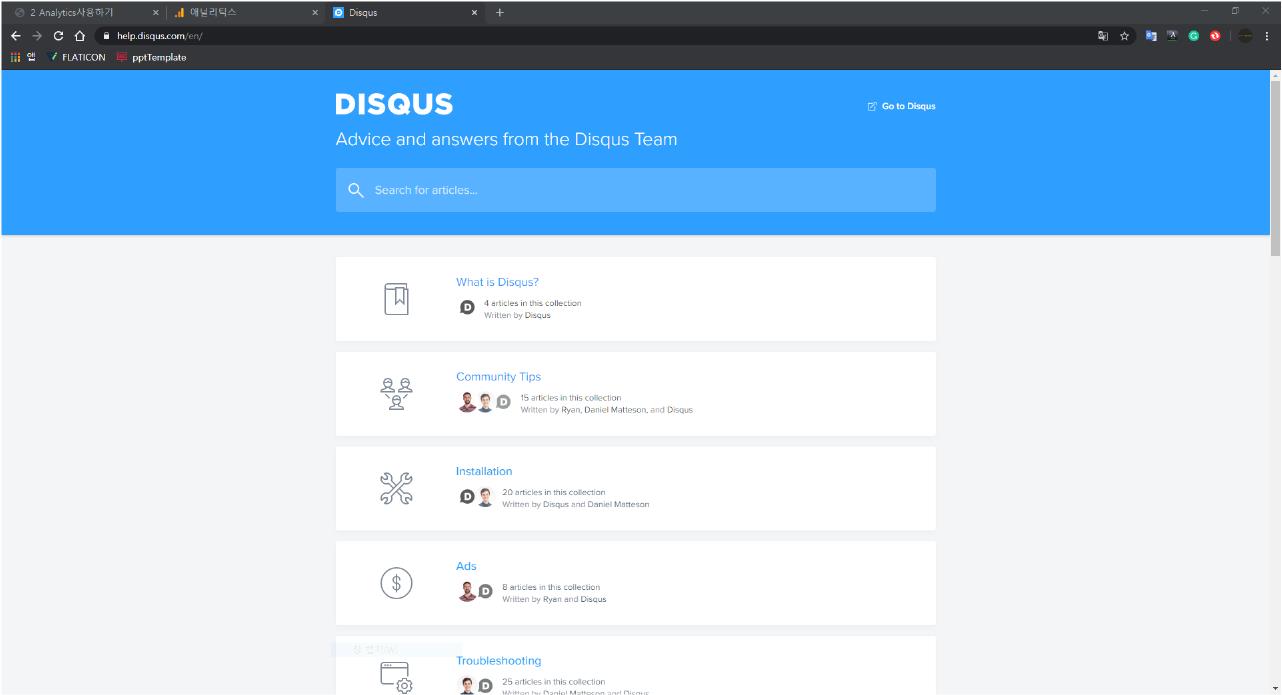 2 Analytics사용하기
애널리틱스
Disqus
help.disqus.com/en/
앱
FLATICON
pptTemplate
DISQUS
Go to Disqus
Advice and answers from the Disqus Team
Search for articles...
What is Disqus?
4 articles in this collection
Written by Disqus
Community Tips
15 articles in this collection
Written by Ryan, Daniel Matteson, and Disqus
Installation
20 articles in this collection
Written by Disqus and Daniel Matteson
Ads
8 articles in this collection
Written by Ryan and Disqus
Troubleshooting
25 articles in this collection
Written by Daniel Matteson and Disqus